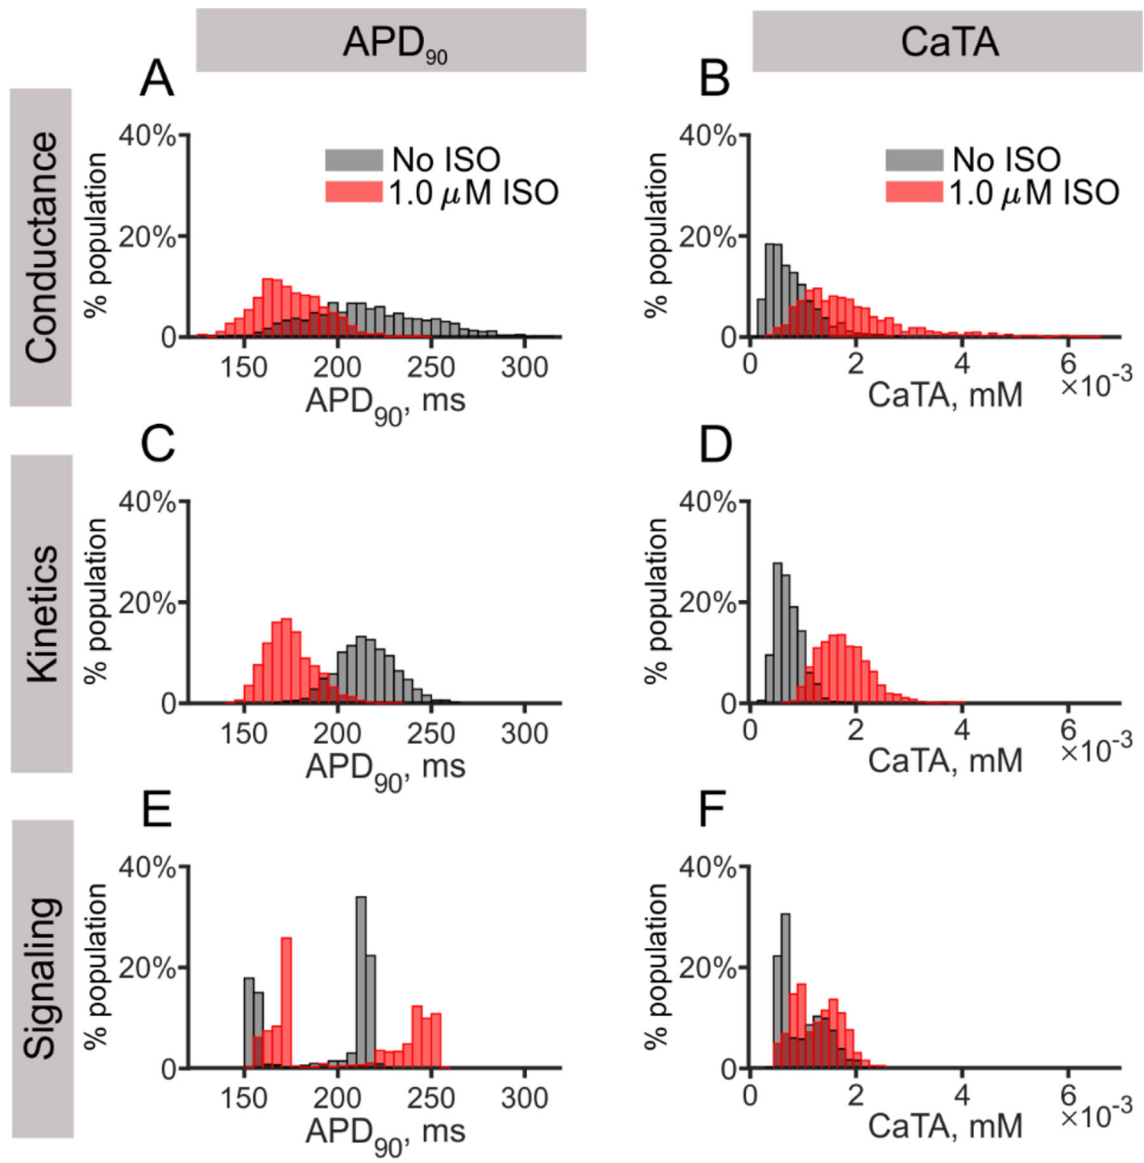 APD90
CaTA
A
B
Conductance
% population
40%
20%
0
No ISO
1.0 μM ISO
150
200
250
300
APD90, ms
% population
40%
20%
0
No ISO
1.0 μM ISO
0
2
4
6
×10-3
CaTA, mM
C
D
Kinetics
% population
40%
20%
0
150
200
250
300
APD90, ms
% population
40%
20%
0
0
2
4
6
×10-3
CaTA, mM
E
F
Signaling
% population
40%
20%
0
150
200
250
300
APD90, ms
% population
40%
20%
0
0
2
4
6
×10-3
CaTA, mM